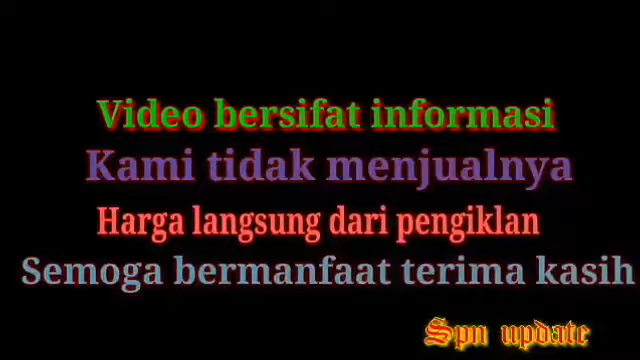 Video bersifat informasi
Kami tidak menjualnya
Harga langsung dari pengiklan
Semoga bermanfaat terima kasih
Spn update